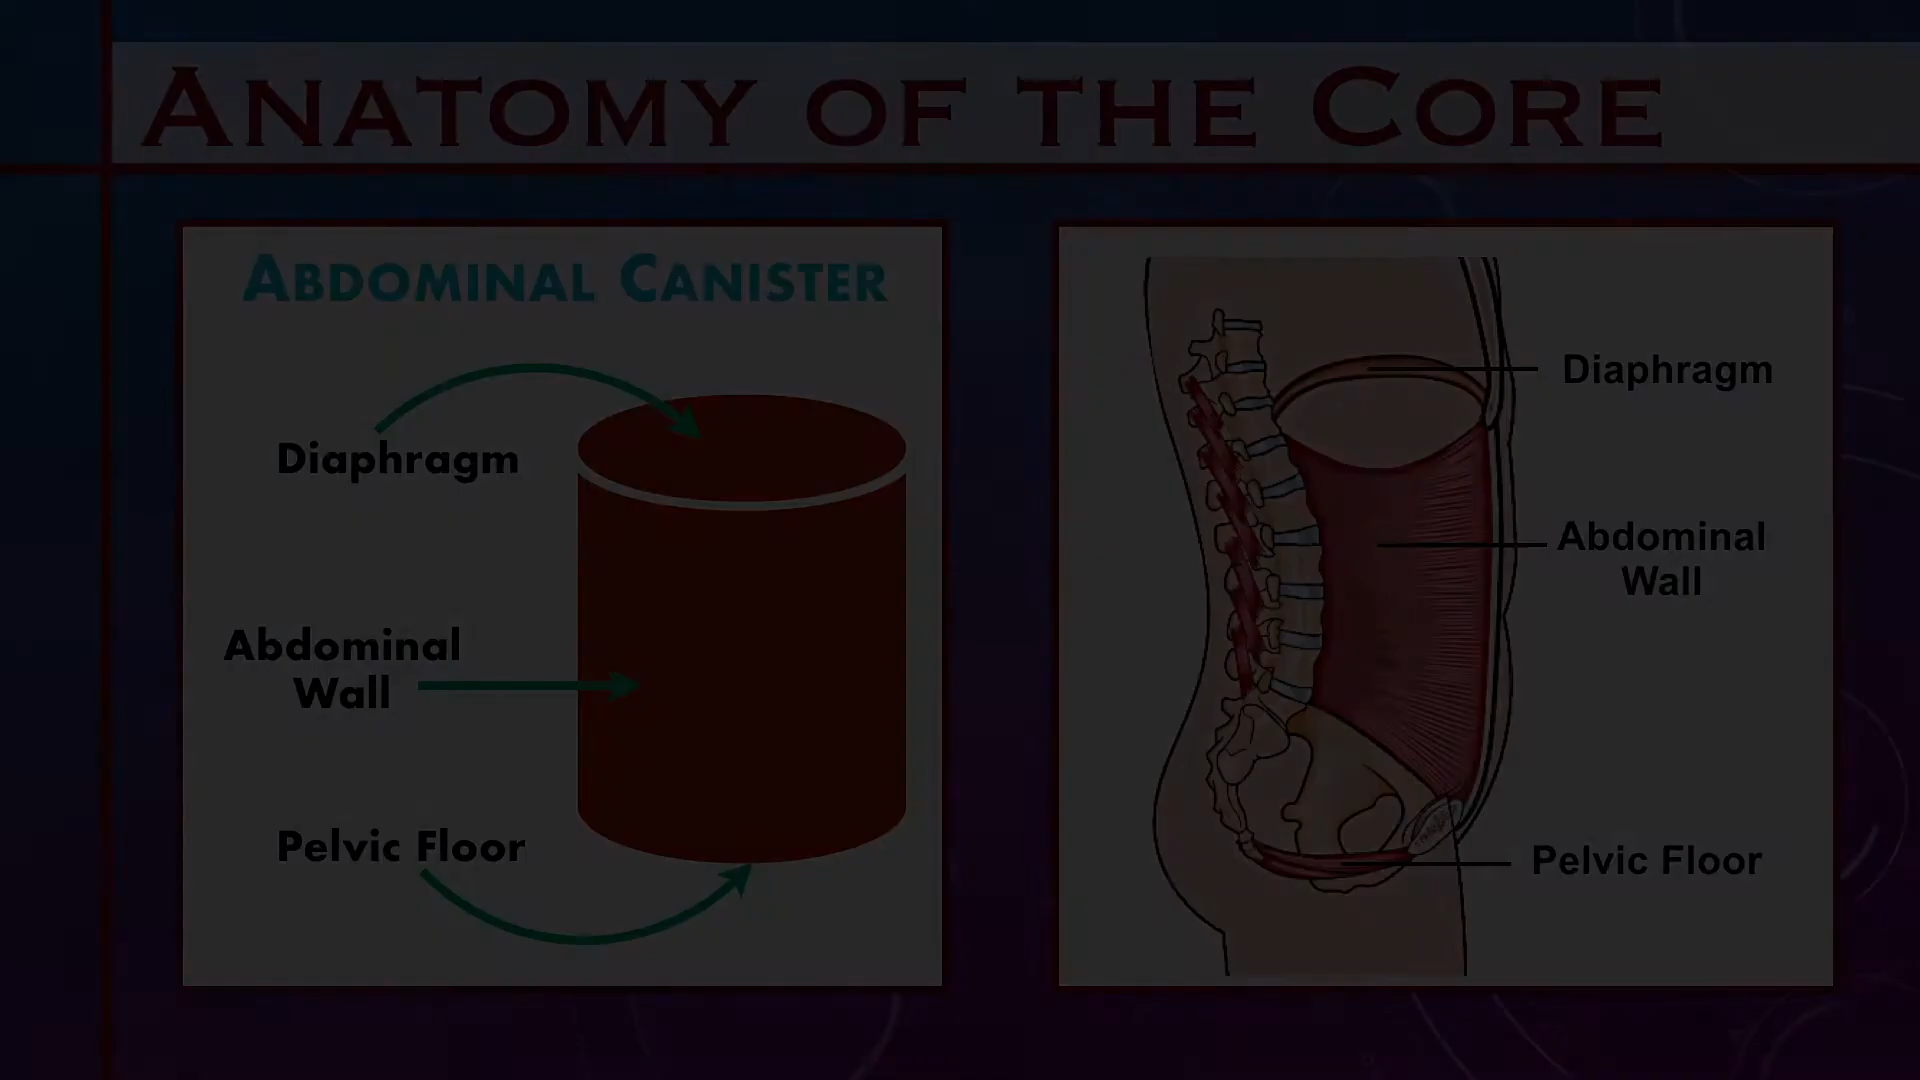 ANATOMY OF THE CORE
ABDOMINAL CANISTER
Diaphragm
Abdominal
Wall
Pelvic Floor
Diaphragm
Abdominal
Wall
Pelvic Floor